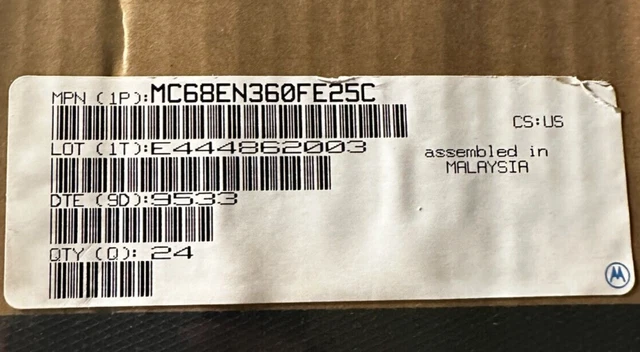 MPN (1P):MC68EN360FE25C
CS:US
LOT (1T):E444862003
assembled in
MALAYSIA
DTE (9D):9533
QTY (Q): 24